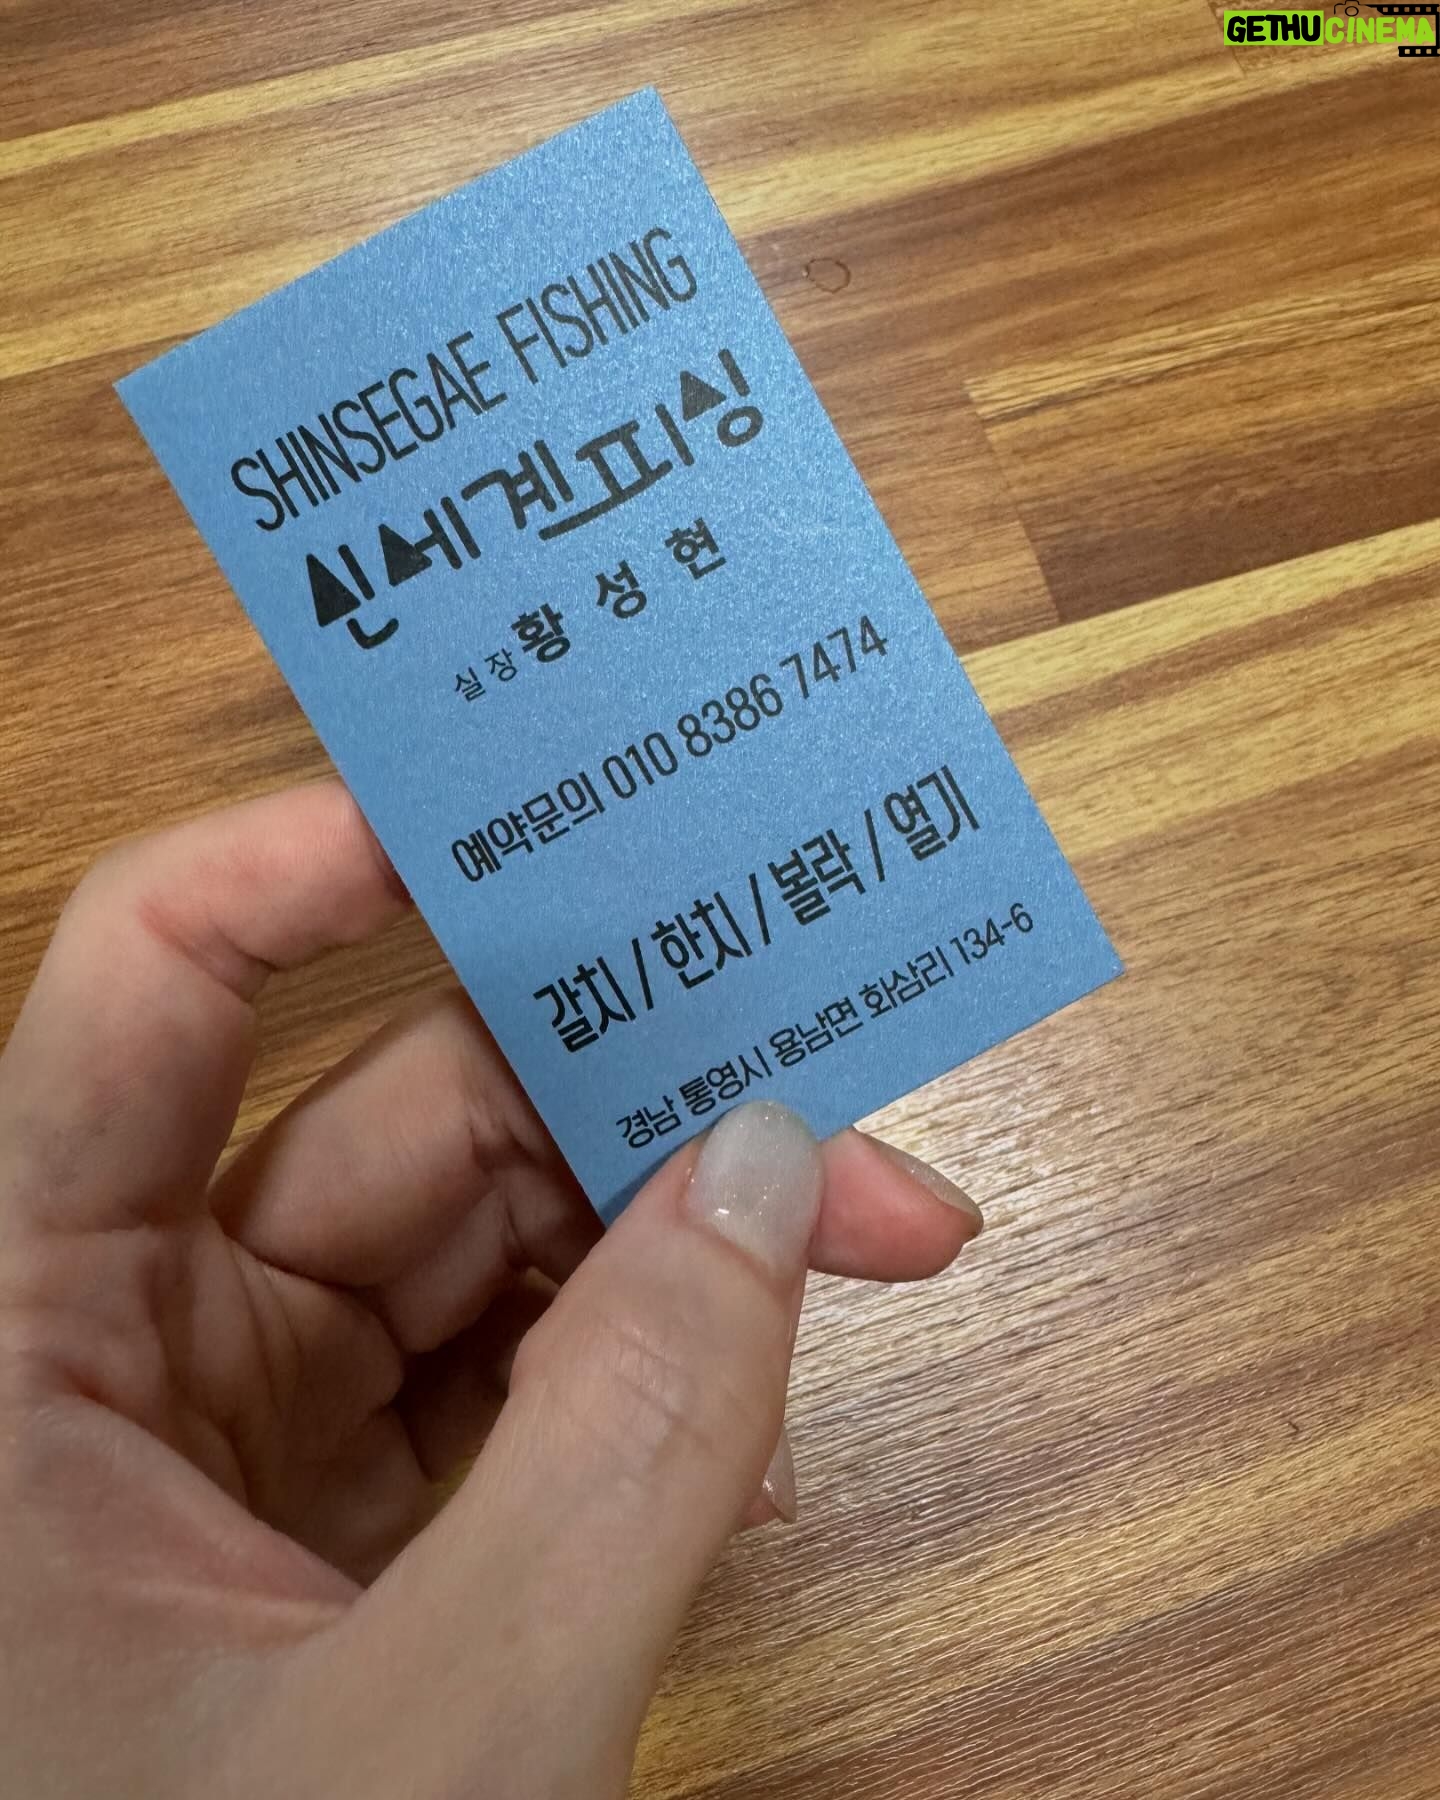 GETHUCINEMA
SHINSEGAE FISHING
신세계피싱
실장 황성현
예약문의 010 8386 7474
갈치 / 한치 / 볼락 / 열기
경남 통영시 용남면 화삼리 134-6